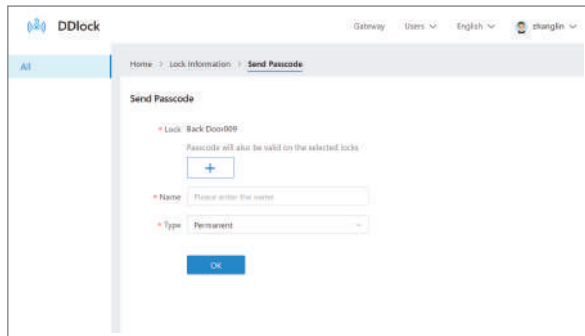 DDlock
Gateway Users English zhanglin
All
Home > Lock Information > Send Passcode
Send Passcode
* Lock Back Door009
Passcode will also be valid on the selected locks
+
* Name Please enter the name
* Type Permanent
OK